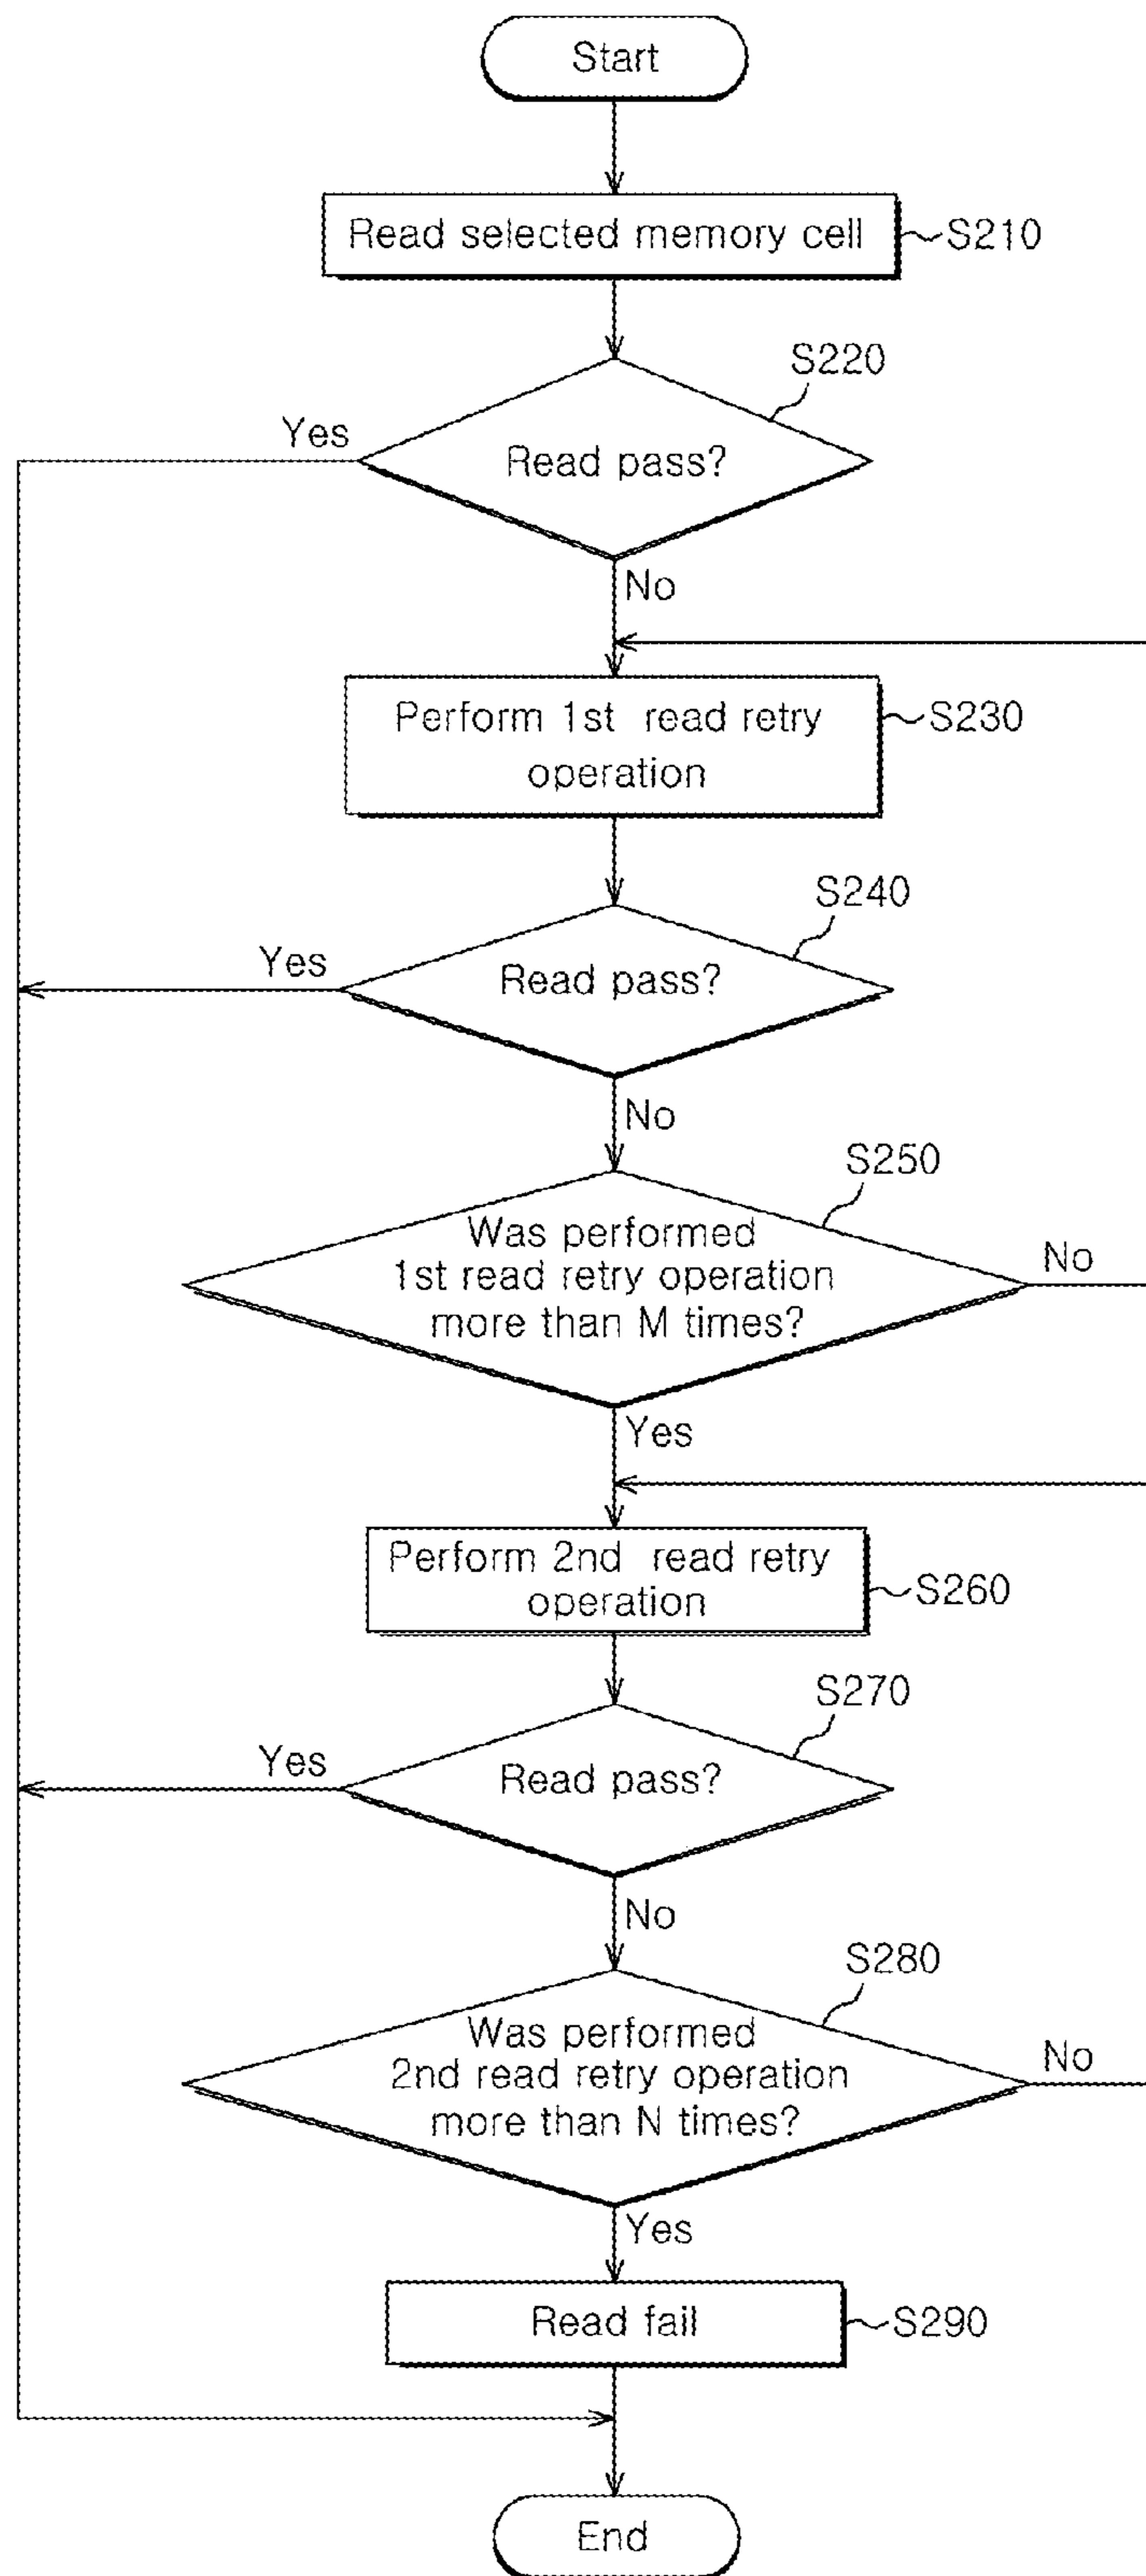 Start
Read selected memory cell
S210
S220
Yes
Read pass?
No
Perform 1st read retry
operation
S230
S240
Yes
Read pass?
No
S250
Was performed
1st read retry operation
more than M times?
No
Yes
Perform 2nd read retry
operation
S260
S270
Yes
Read pass?
No
S280
Was performed
2nd read retry operation
more than N times?
No
Yes
Read fail
S290
End